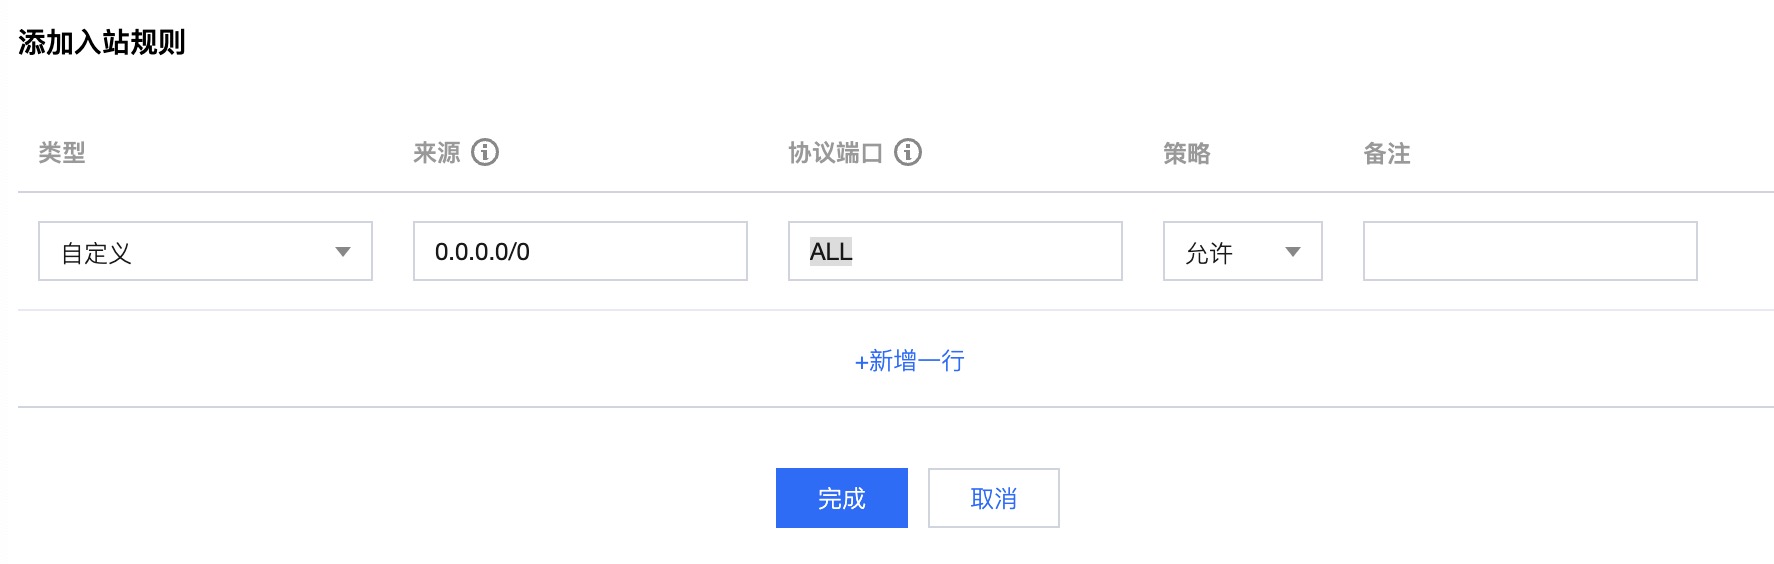 添加入站规则
类型 来源 协议端口 策略 备注
自定义 0.0.0.0/0 ALL 允许
+新增一行
完成 取消